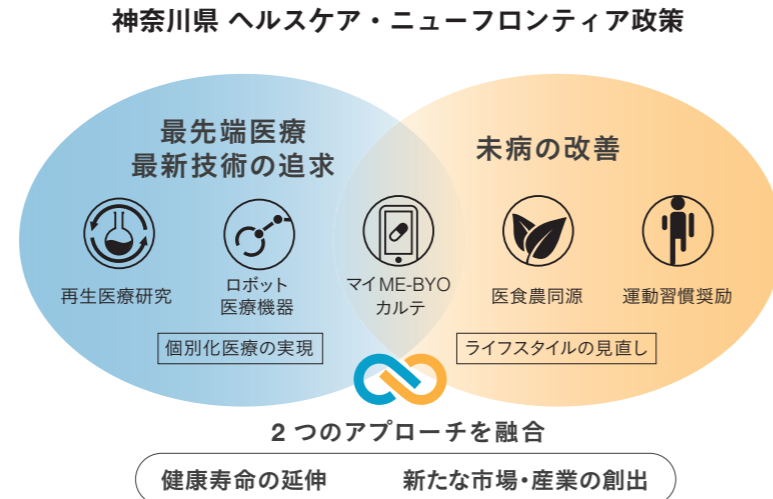 神奈川県 ヘルスケア・ニューフロンティア政策
最先端医療
最新技術の追求
未病の改善
再生医療研究
ロボット
医療機器
マイME-BYO
カルテ
医食農同源
運動習慣奨励
個別化医療の実現
ライフスタイルの見直し
2つのアプローチを融合
健康寿命の延伸
新たな市場・産業の創出